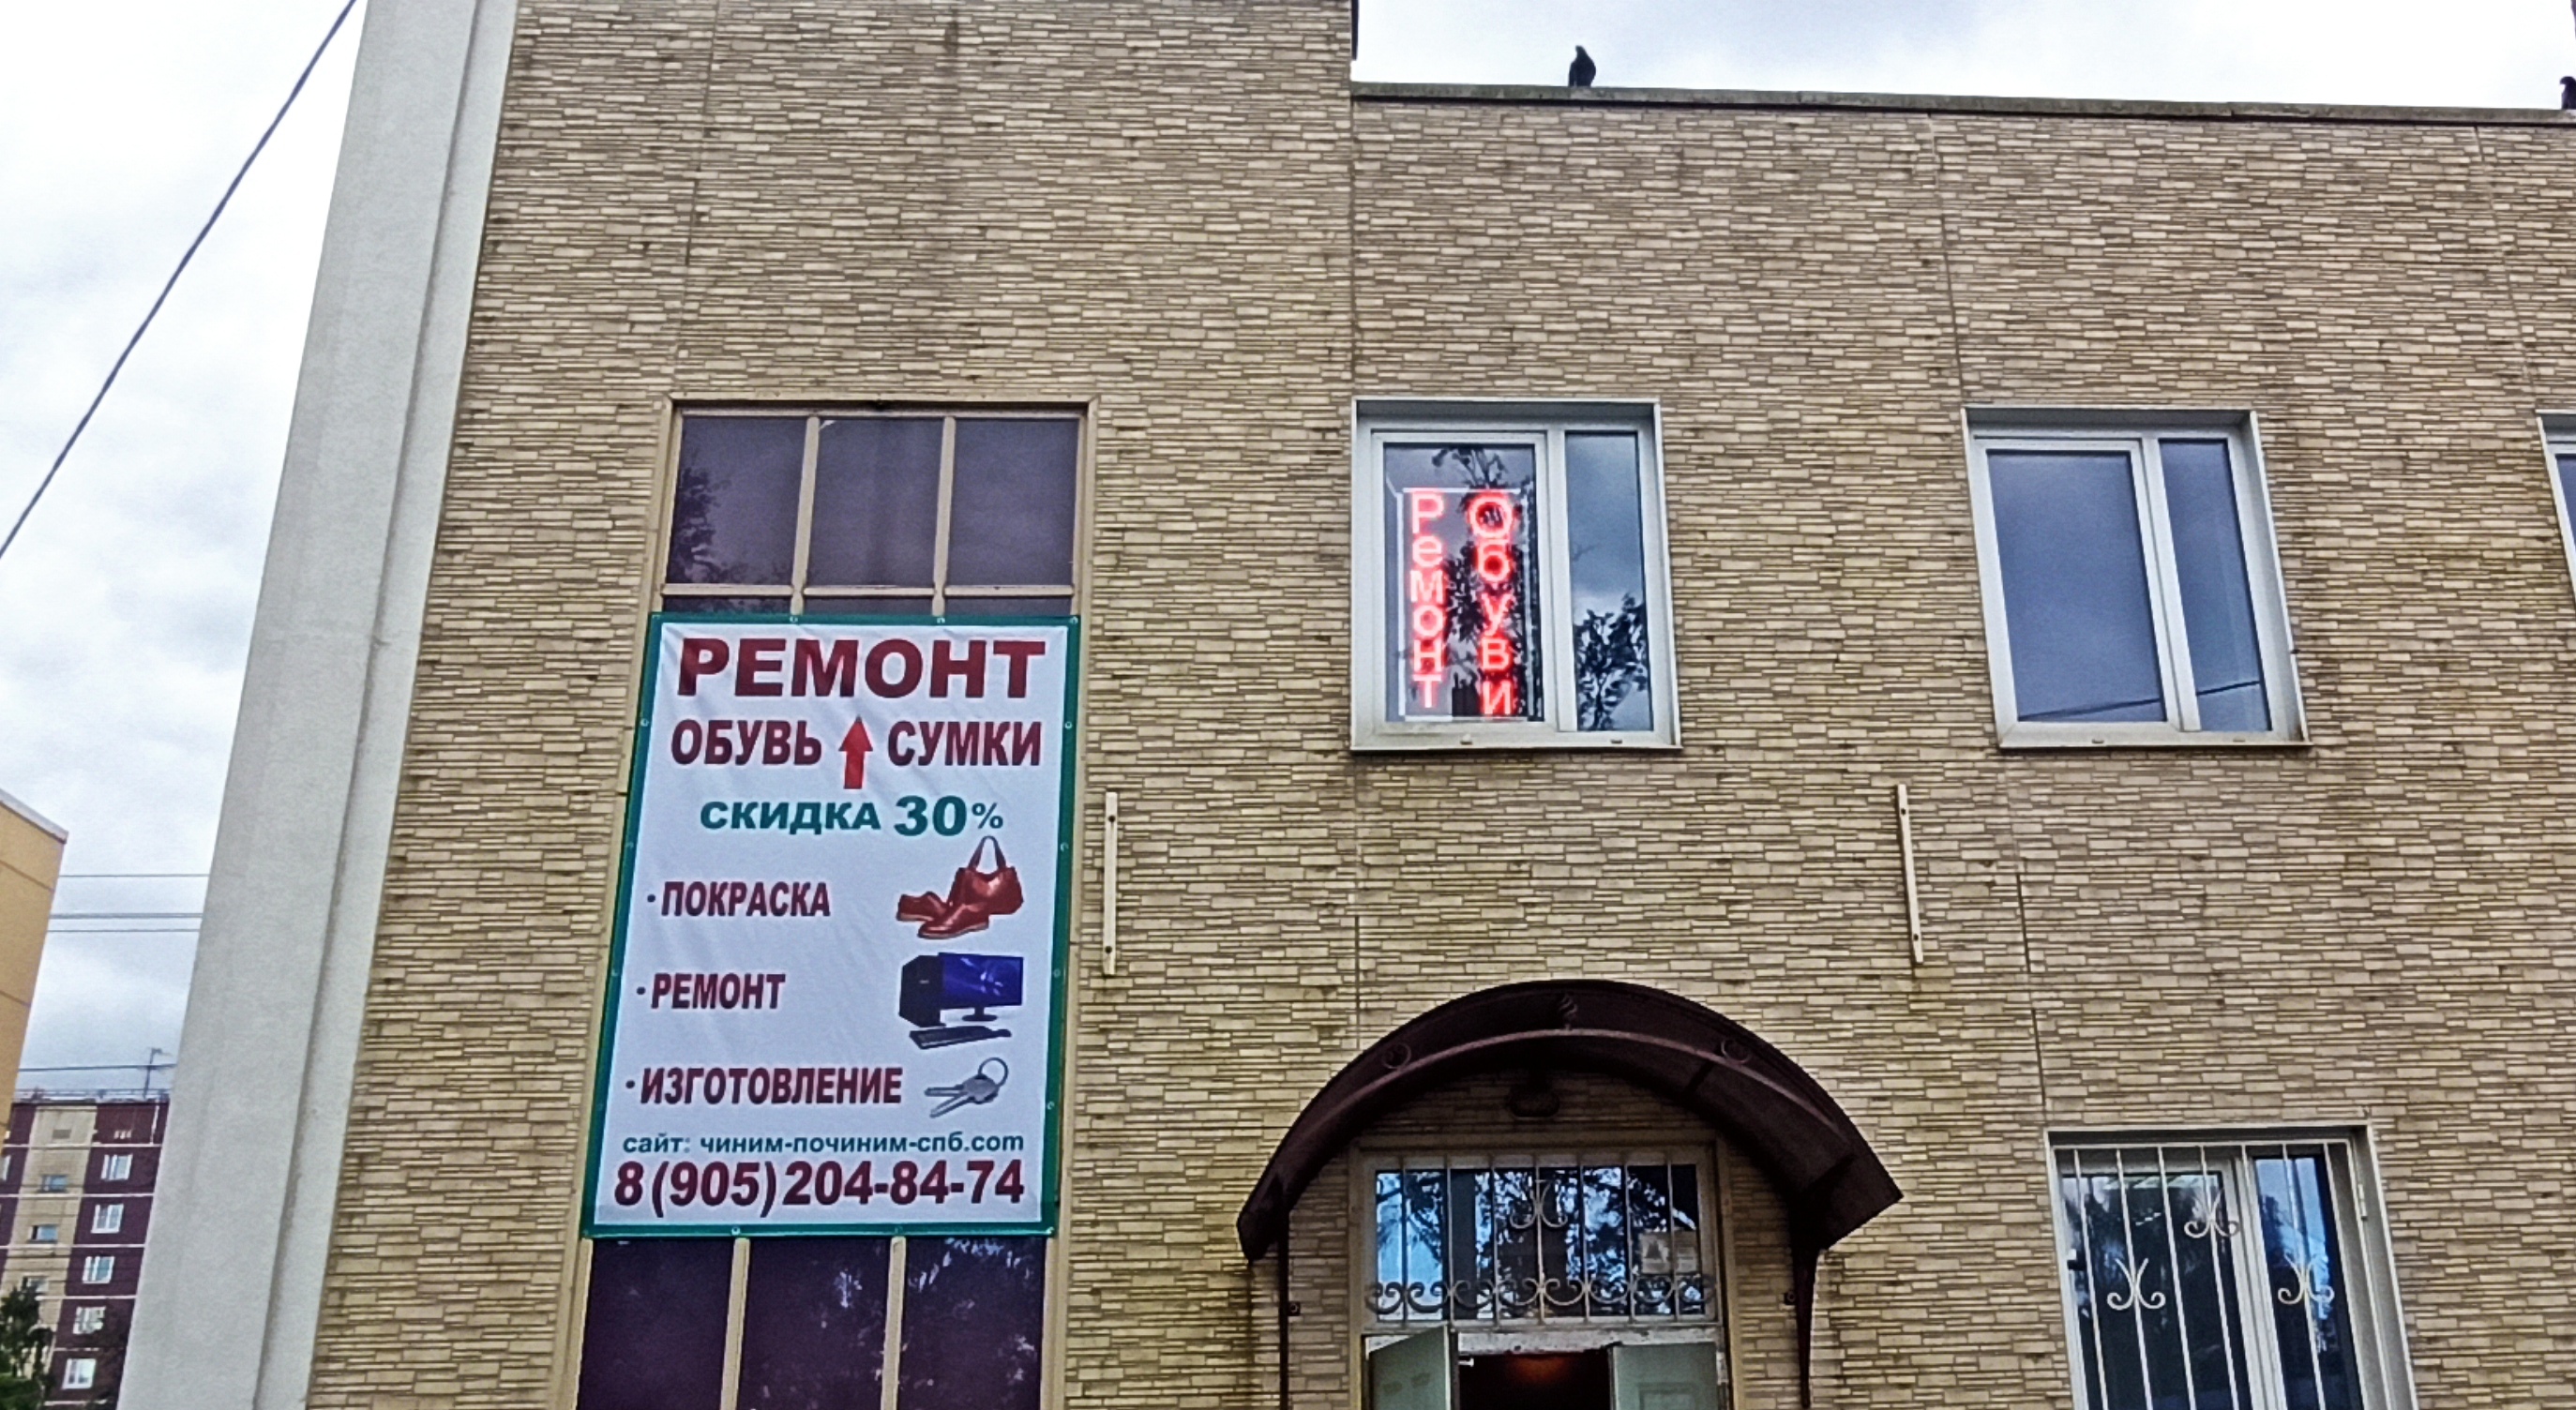 РЕМОНТ
ОБУВЬ СУМКИ
СКИДКА 30%
·ПОКРАСКА
·РЕМОНТ
·ИЗГОТОВЛЕНИЕ
сайт: чиним-починим-спб.com
8(905)204-84-74
Ремонт
Обуви